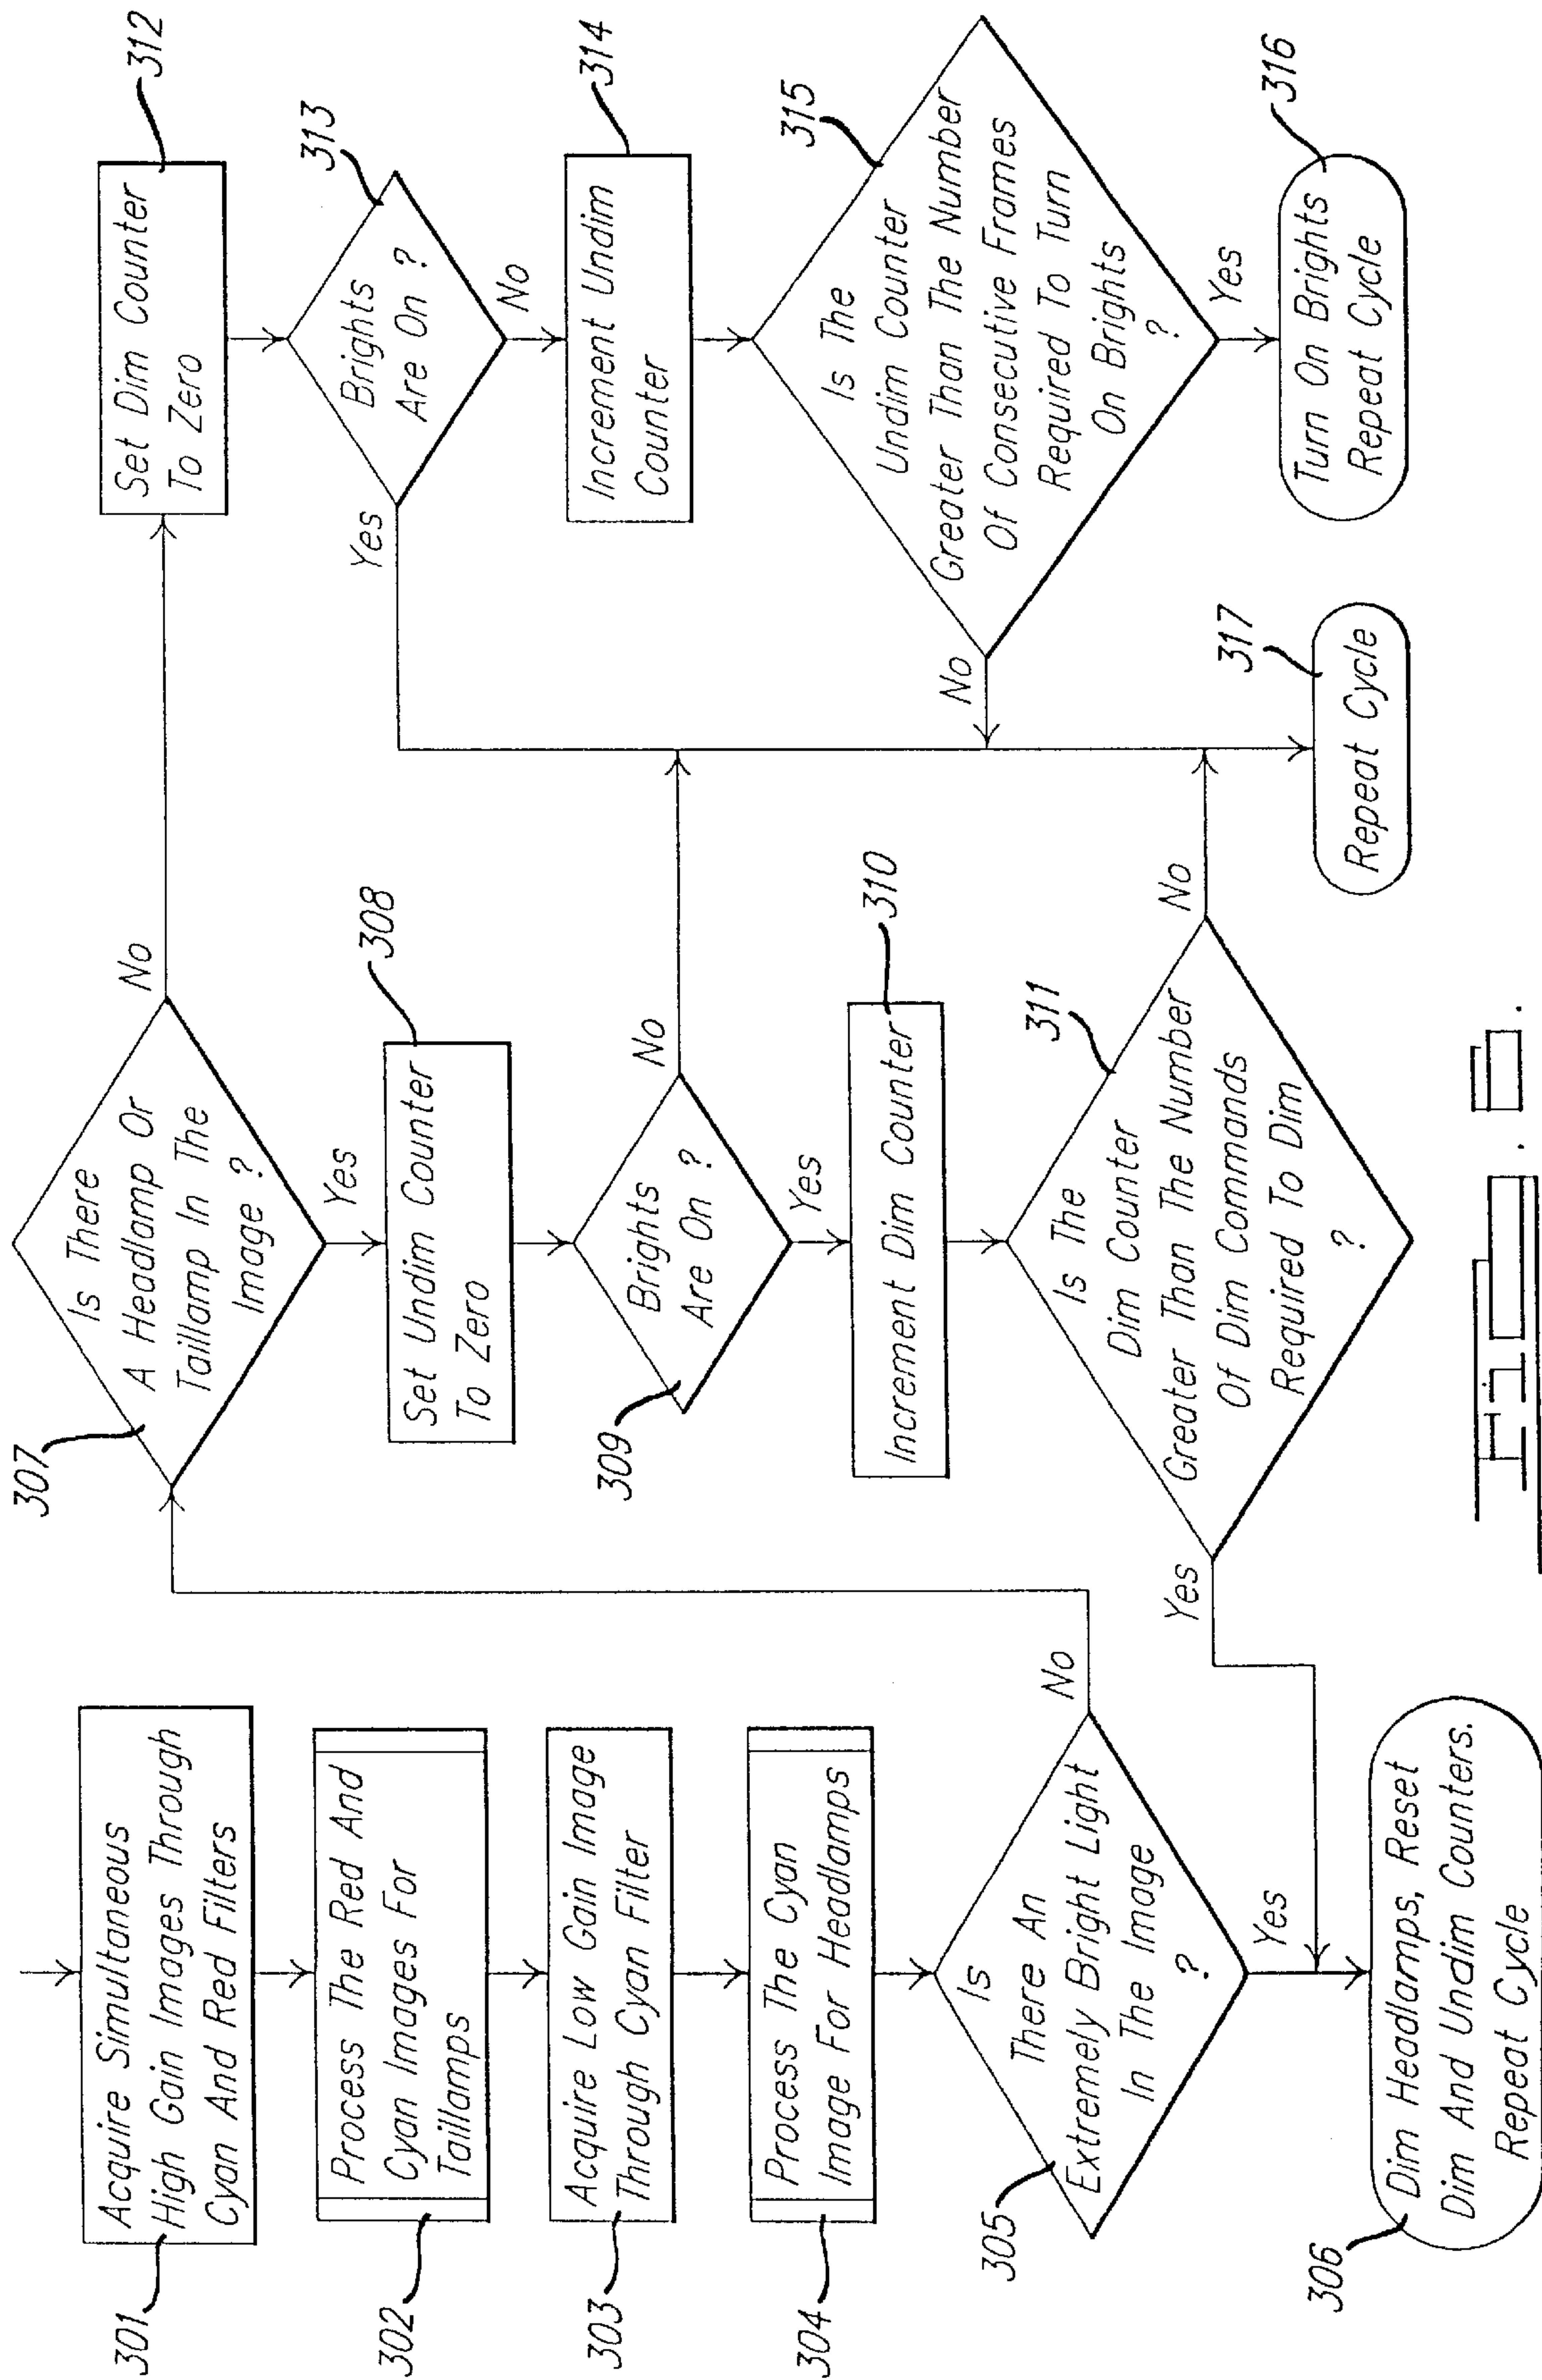 301
Acquire Simultaneous
High Gain Images Through
Cyan And Red Filters
302
Process The Red And
Cyan Images For
Taillamps
303
Acquire Low Gain Image
Through Cyan Filter
304
Process The Cyan
Image For Headlamps
305
Is
There An
Extremely Bright Light
In The Image
?
No
Yes
306
Dim Headlamps, Reset
Dim And Undim Counters.
Repeat Cycle
307
Is There
A Headlamp Or
Taillamp In The
Image ?
No
Yes
308
Set Undim Counter
To Zero
309
Brights
Are On ?
No
Yes
310
Increment Dim Counter
311
Is The
Dim Counter
Greater Than The Number
Of Dim Commands
Required To Dim
?
Yes
No
312
Set Dim Counter
To Zero
313
Brights
Are On ?
Yes
No
314
Increment Undim
Counter
315
Is The
Undim Counter
Greater Than The Number
Of Consecutive Frames
Required To Turn
On Brights
?
No
Yes
316
Turn On Brights
Repeat Cycle
317
Repeat Cycle